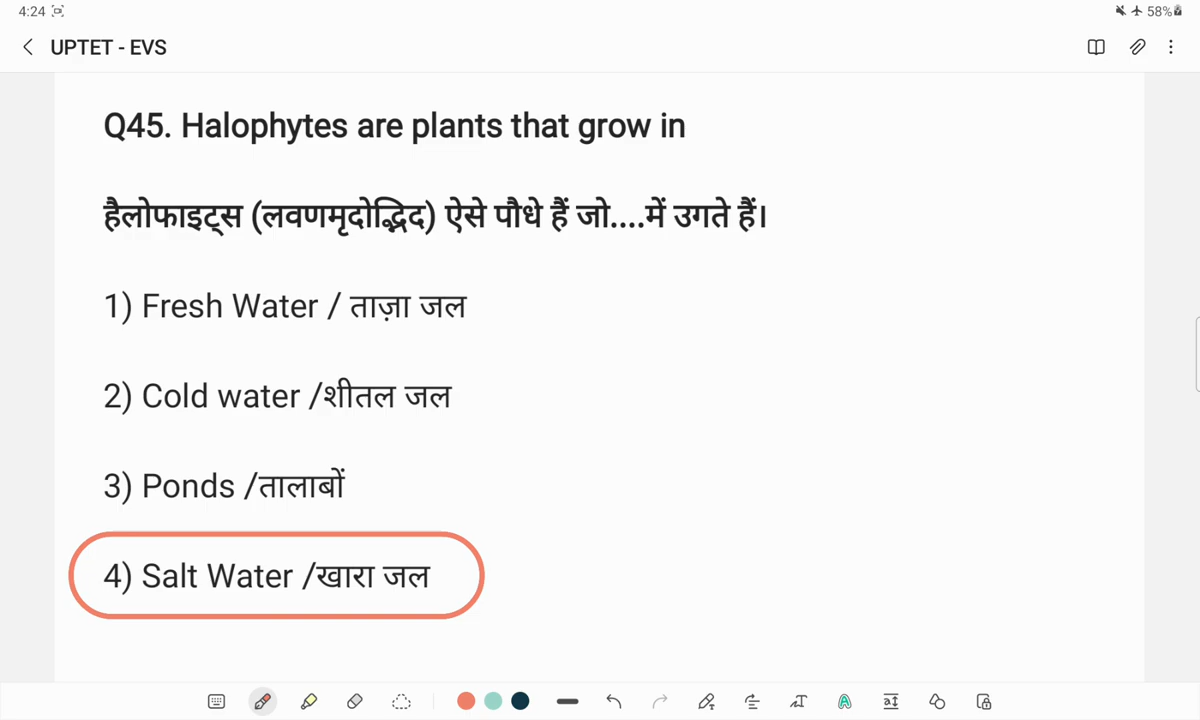 4:24
58%
UPTET - EVS
Q45. Halophytes are plants that grow in
हैलोफाइट्स (लवणमृदोद्भिद) ऐसे पौधे हैं जो....में उगते हैं।
1) Fresh Water / ताज़ा जल
2) Cold water /शीतल जल
3) Ponds /तालाबों
4) Salt Water /खारा जल